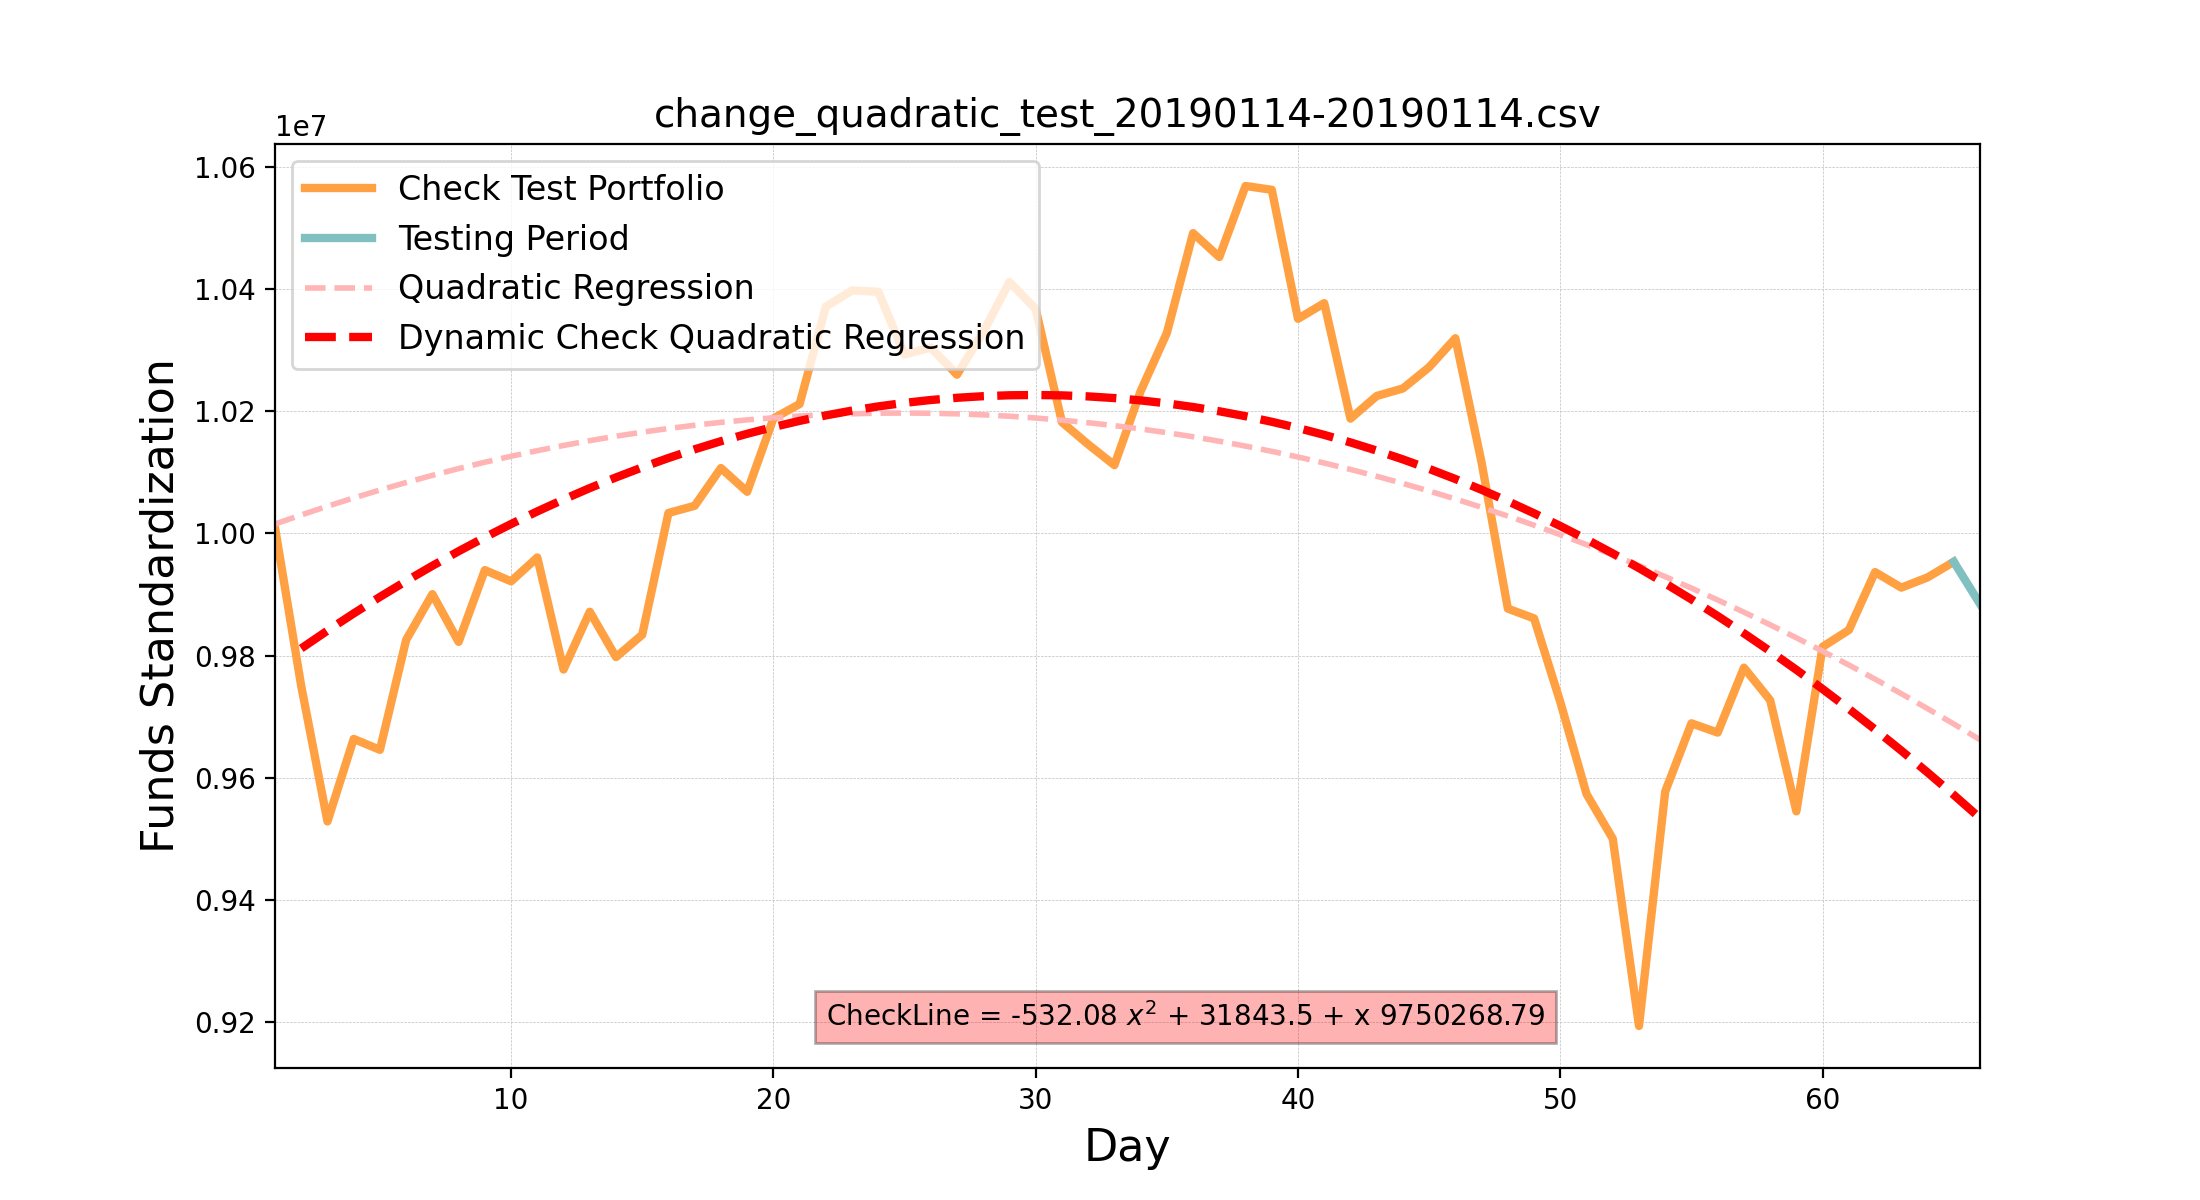 change_quadratic_test_20190114-20190114.csv
1e7
1.06
1.04
1.02
1.00
0.98
0.96
0.94
0.92
Funds Standardization
Check Test Portfolio
Testing Period
Quadratic Regression
Dynamic Check Quadratic Regression
CheckLine = -532.08 x² + 31843.5 + x 9750268.79
10 20 30 40 50 60
Day